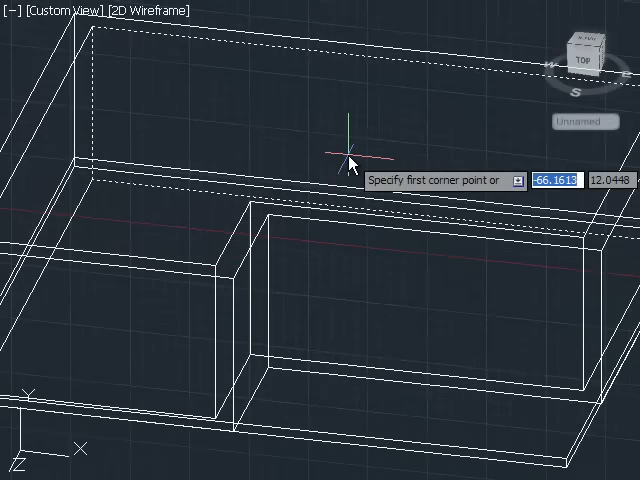 [−] [Custom View] [2D Wireframe]
TOP
W
E
S
Unnamed
Specify first corner point or
-66.1613
12.0448
Y
X
Z